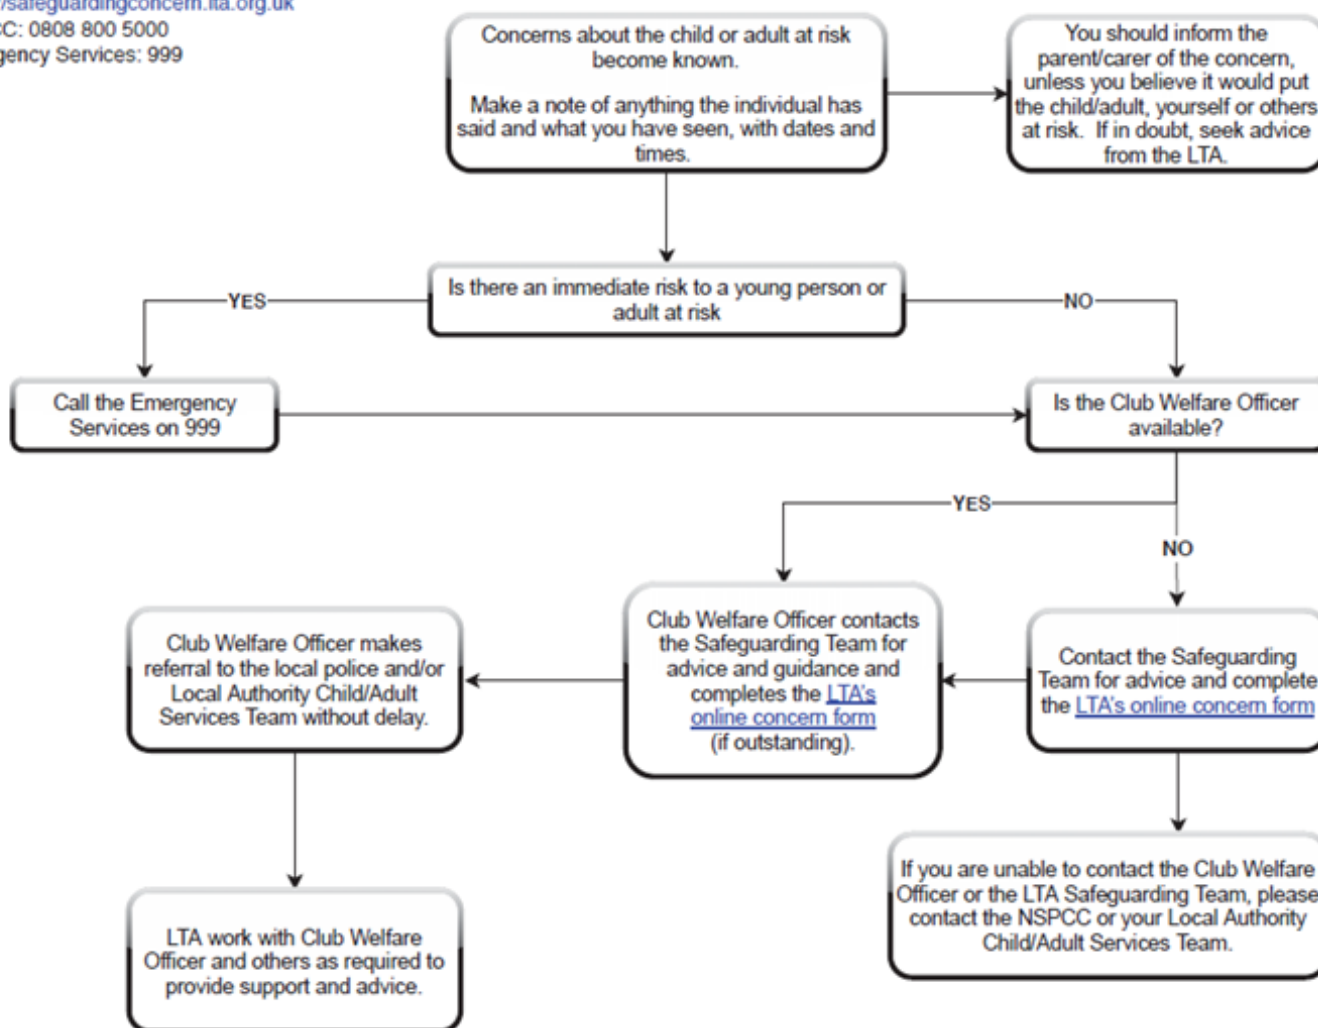 /safeguardingconcern.lta.org.uk
CC: 0808 800 5000
gency Services: 999
Concerns about the child or adult at risk
become known.
Make a note of anything the individual has
said and what you have seen, with dates and
times.
You should inform the
parent/carer of the concern,
unless you believe it would put
the child/adult, yourself or others
at risk. If in doubt, seek advice
from the LTA.
Is there an immediate risk to a young person or
adult at risk
YES
NO
Call the Emergency
Services on 999
Is the Club Welfare Officer
available?
YES
NO
Club Welfare Officer makes
referral to the local police and/or
Local Authority Child/Adult
Services Team without delay.
Club Welfare Officer contacts
the Safeguarding Team for
advice and guidance and
completes the LTA's
online concern form
(if outstanding).
Contact the Safeguarding
Team for advice and complete
the LTA's online concern form
If you are unable to contact the Club Welfare
Officer or the LTA Safeguarding Team, please
contact the NSPCC or your Local Authority
Child/Adult Services Team.
LTA work with Club Welfare
Officer and others as required to
provide support and advice.